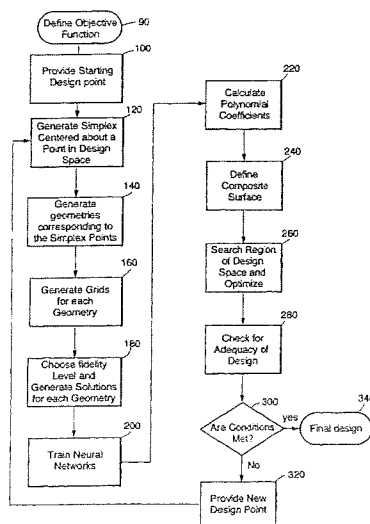 Define Objective
Function
90
100
Provide Starting
Design point
120
Generate Simplex
Centered about a
Point in Design
Space
140
Generate
geometries
corresponding to
the Simplex Points
160
Generate Grids
for each
Geometry
180
Choose fidelity
Level and
Generate Solutions
for each Geometry
200
Train Neural
Networks
220
Calculate
Polynomial
Coefficients
240
Define
Composite
Surface
260
Search Region
of Design
Space and
Optimize
280
Check for
Adequacy of
Design
300
Are Conditions
Met?
yes
34
Final design
No
320
Provide New
Design Point